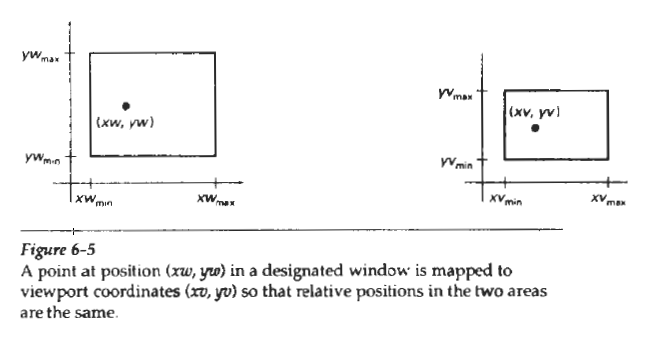 yw_max
(xw, yw)
yw_min
xw_min
xw_max
yv_max
(xv, yv)
yv_min
xv_min
xv_max
Figure 6-5
A point at position (xw, yw) in a designated window is mapped to
viewport coordinates (xv, yv) so that relative positions in the two areas
are the same.